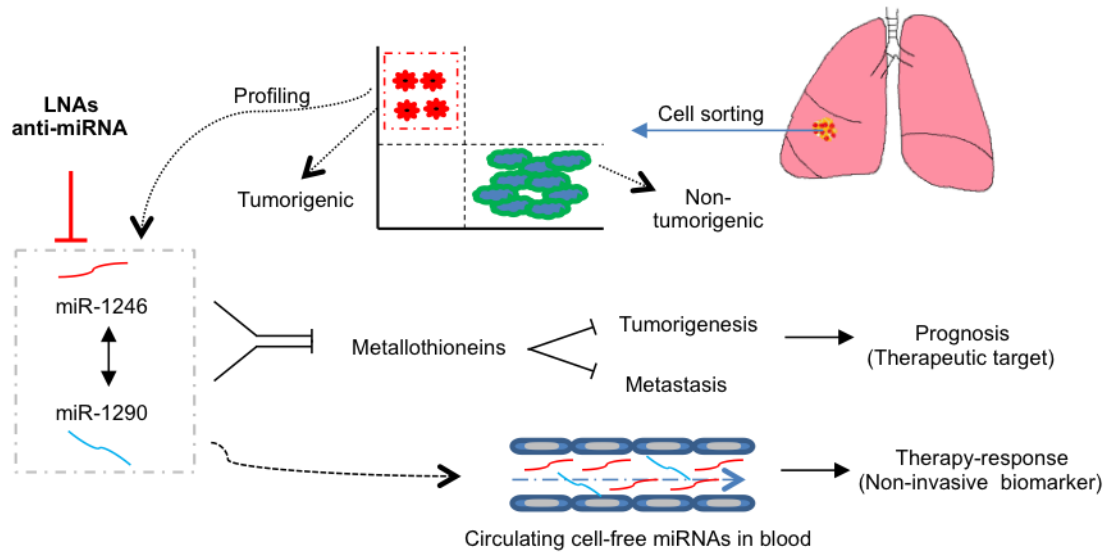 LNAs
anti-miRNA
Profiling
Cell sorting
Tumorigenic
Non-
tumorigenic
miR-1246
miR-1290
Metallothioneins
Tumorigenesis
Metastasis
Prognosis
(Therapeutic target)
Therapy-response
(Non-invasive biomarker)
Circulating cell-free miRNAs in blood